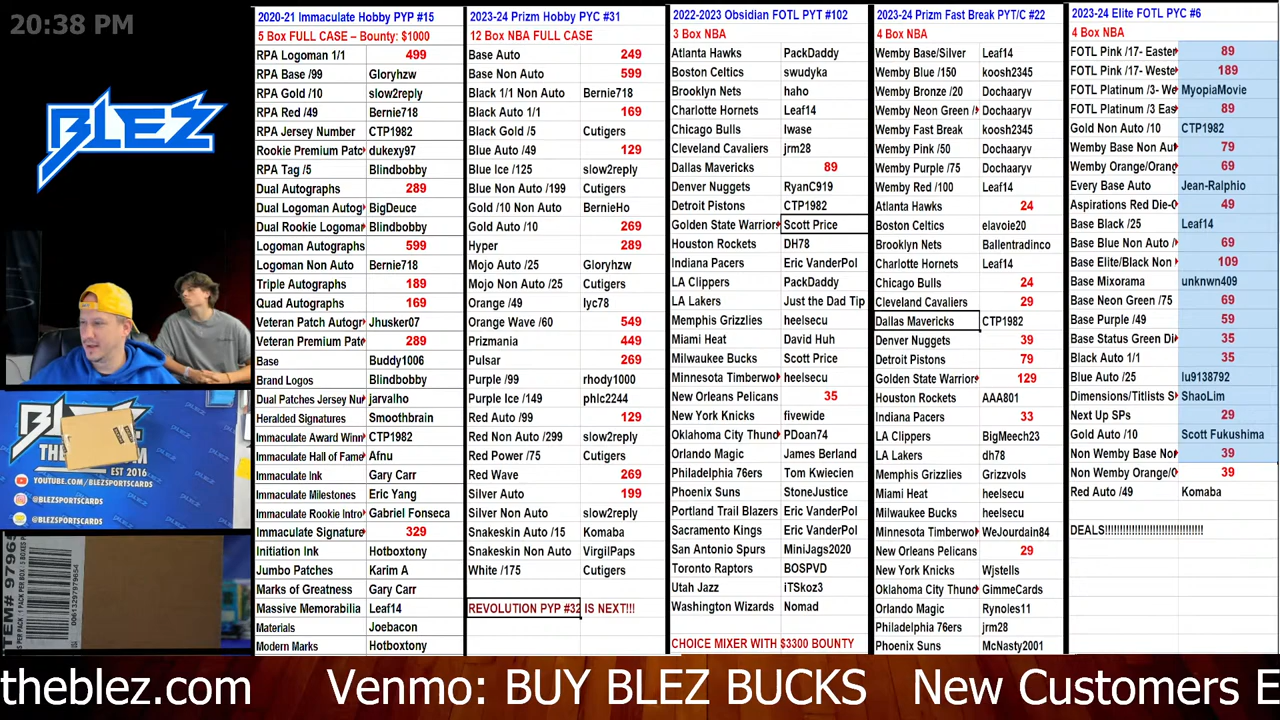 20:38 PM
BLEZ
BLEZ
THE
EST 2016
YOUTUBE.COM/BLEZSPORTSCARDS
@BLEZSPORTSCARDS
@BLEZSPORTSCARDS
2020-21 Immaculate Hobby PYP #15
5 Box FULL CASE – Bounty: $1000
RPA Logoman 1/1 499
RPA Base /99 Gloryhzw
RPA Gold /10 slow2reply
RPA Red /49 Bernie718
RPA Jersey Number CTP1982
Rookie Premium Patc dukexy97
RPA Tag /5 Blindbobby
Dual Autographs 289
Dual Logoman Autog BigDeuce
Dual Rookie Logoma Blindbobby
Logoman Autographs 599
Logoman Non Auto Bernie718
Triple Autographs 189
Quad Autographs 169
Veteran Patch Autogr Jhusker07
Veteran Premium Pat 289
Base Buddy1006
Brand Logos Blindbobby
Dual Patches Jersey Nu jarvalho
Heralded Signatures Smoothbrain
Immaculate Award Winn CTP1982
Immaculate Hall of Fame Afnu
Immaculate Ink Gary Carr
Immaculate Milestones Eric Yang
Immaculate Rookie Intro Gabriel Fonseca
Immaculate Signature 329
Initiation Ink Hotboxtony
Jumbo Patches Karim A
Marks of Greatness Gary Carr
Massive Memorabilia Leaf14
Materials Joebacon
Modern Marks Hotboxtony
2023-24 Prizm Hobby PYC #31
12 Box NBA FULL CASE
Base Auto 249
Base Non Auto 599
Black 1/1 Non Auto Bernie718
Black Auto 1/1 169
Black Gold /5 Cutigers
Blue Auto /49 129
Blue Ice /125 slow2reply
Blue Non Auto /199 Cutigers
Gold /10 Non Auto BernieHo
Gold Auto /10 269
Hyper 289
Mojo Auto /25 Gloryhzw
Mojo Non Auto /25 Cutigers
Orange /49 lyc78
Orange Wave /60 549
Prizmania 449
Pulsar 269
Purple /99 rhody1000
Purple Ice /149 phlc2244
Red Auto /99 129
Red Non Auto /299 slow2reply
Red Power /75 Cutigers
Red Wave 269
Silver Auto 199
Silver Non Auto slow2reply
Snakeskin Auto /15 Komaba
Snakeskin Non Auto VirgilPaps
White /175 Cutigers
REVOLUTION PYP #32 IS NEXT!!!
2022-2023 Obsidian FOTL PYT #102
3 Box NBA
Atlanta Hawks PackDaddy
Boston Celtics swudyka
Brooklyn Nets haho
Charlotte Hornets Leaf14
Chicago Bulls Iwase
Cleveland Cavaliers jrm28
Dallas Mavericks 89
Denver Nuggets RyanC919
Detroit Pistons CTP1982
Golden State Warrior Scott Price
Houston Rockets DH78
Indiana Pacers Eric VanderPol
LA Clippers PackDaddy
LA Lakers Just the Dad Tip
Memphis Grizzlies heelsecu
Miami Heat David Huh
Milwaukee Bucks Scott Price
Minnesota Timberwo heelsecu
New Orleans Pelicans 35
New York Knicks fivewide
Oklahoma City Thund PDoan74
Orlando Magic James Berland
Philadelphia 76ers Tom Kwiecien
Phoenix Suns StoneJustice
Portland Trail Blazers Eric VanderPol
Sacramento Kings Eric VanderPol
San Antonio Spurs MiniJags2020
Toronto Raptors BOSPVD
Utah Jazz iTSkoz3
Washington Wizards Nomad
CHOICE MIXER WITH $3300 BOUNTY
2023-24 Prizm Fast Break PYT/C #22
4 Box NBA
Wemby Base/Silver Leaf14
Wemby Blue /150 koosh2345
Wemby Bronze /20 Dochaaryv
Wemby Neon Green / Dochaaryv
Wemby Fast Break koosh2345
Wemby Pink /50 Dochaaryv
Wemby Purple /75 Dochaaryv
Wemby Red /100 Leaf14
Atlanta Hawks 24
Boston Celtics elavoie20
Brooklyn Nets Ballentradinco
Charlotte Hornets Leaf14
Chicago Bulls 24
Cleveland Cavaliers 29
Dallas Mavericks CTP1982
Denver Nuggets 39
Detroit Pistons 79
Golden State Warrior 129
Houston Rockets AAA801
Indiana Pacers 33
LA Clippers BigMeech23
LA Lakers dh78
Memphis Grizzlies Grizzvols
Miami Heat heelsecu
Milwaukee Bucks heelsecu
Minnesota Timberwo WeJourdain84
New Orleans Pelicans 29
New York Knicks Wjstells
Oklahoma City Thund GimmeCards
Orlando Magic Rynoles11
Philadelphia 76ers jrm28
Phoenix Suns McNasty2001
2023-24 Elite FOTL PYC #6
4 Box NBA
FOTL Pink /17- Easter 89
FOTL Pink /17- Weste 189
FOTL Platinum /3- We MyopiaMovie
FOTL Platinum /3 Eas 89
Gold Non Auto /10 CTP1982
Wemby Base Non Au 79
Wemby Orange/Orang 69
Every Base Auto Jean-Ralphio
Aspirations Red Die-C 49
Base Black /25 Leaf14
Base Blue Non Auto / 69
Base Elite/Black Non 109
Base Mixorama unknwn409
Base Neon Green /75 69
Base Purple /49 59
Base Status Green Di 35
Black Auto 1/1 35
Blue Auto /25 lu9138792
Dimensions/Titlists S ShaoLim
Next Up SPs 29
Gold Auto /10 Scott Fukushima
Non Wemby Base No 39
Non Wemby Orange/O 39
Red Auto /49 Komaba
theblez.com Venmo: BUY BLEZ BUCKS New Customers E